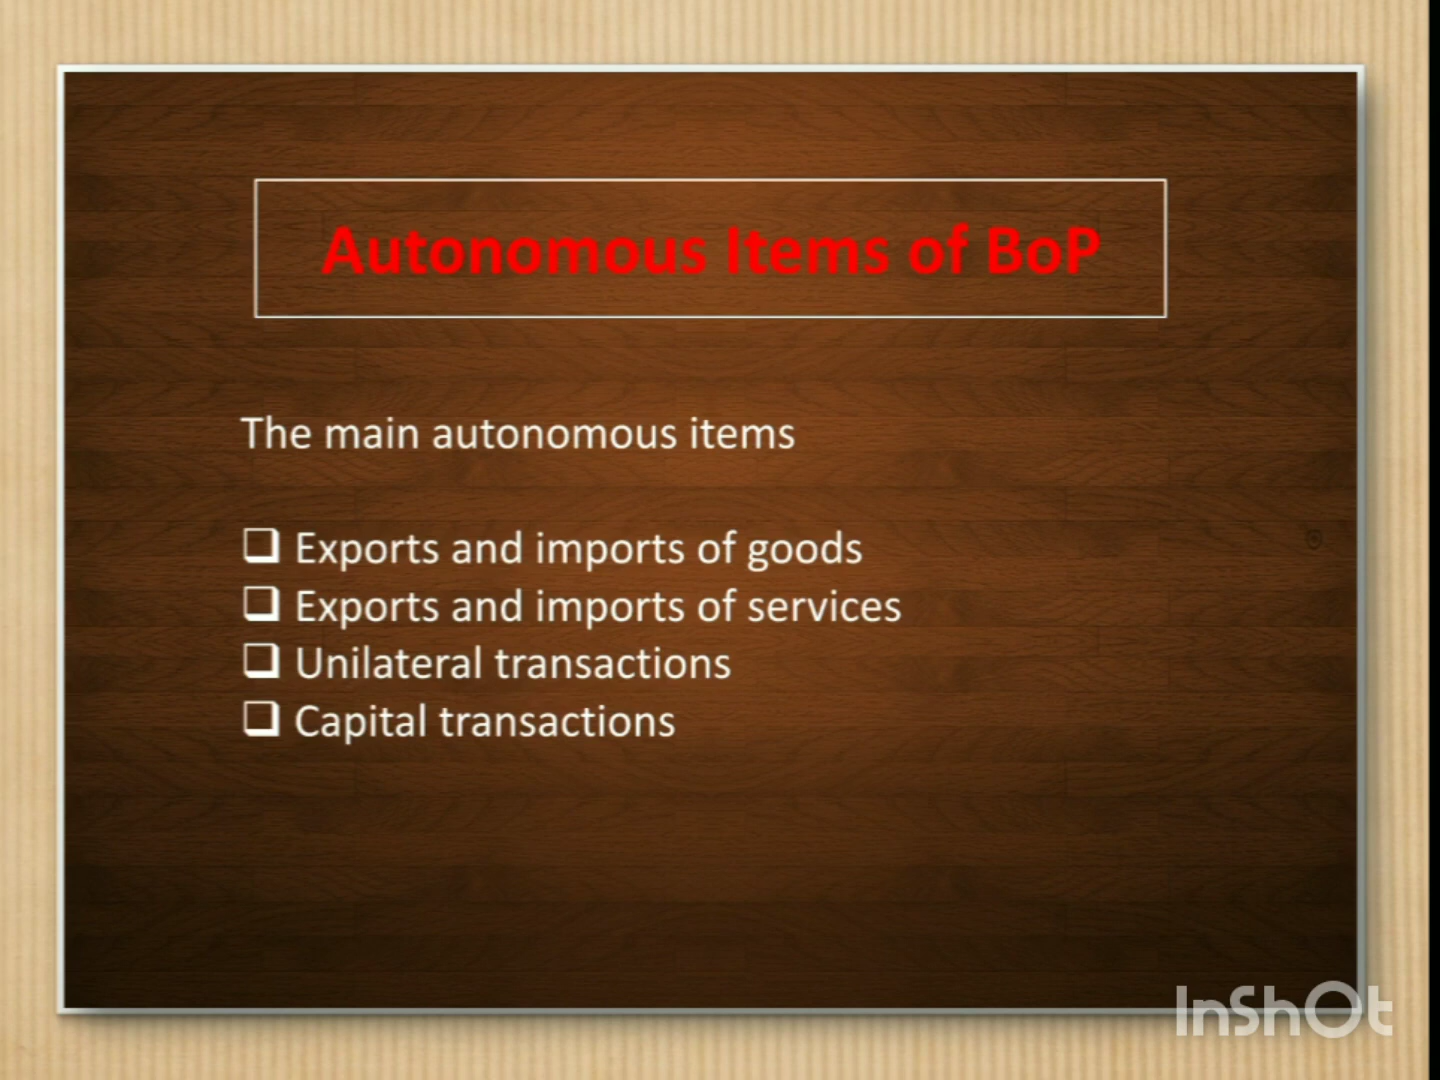 Autonomous Items of BoP
The main autonomous items
Exports and imports of goods
Exports and imports of services
Unilateral transactions
Capital transactions
InShOt